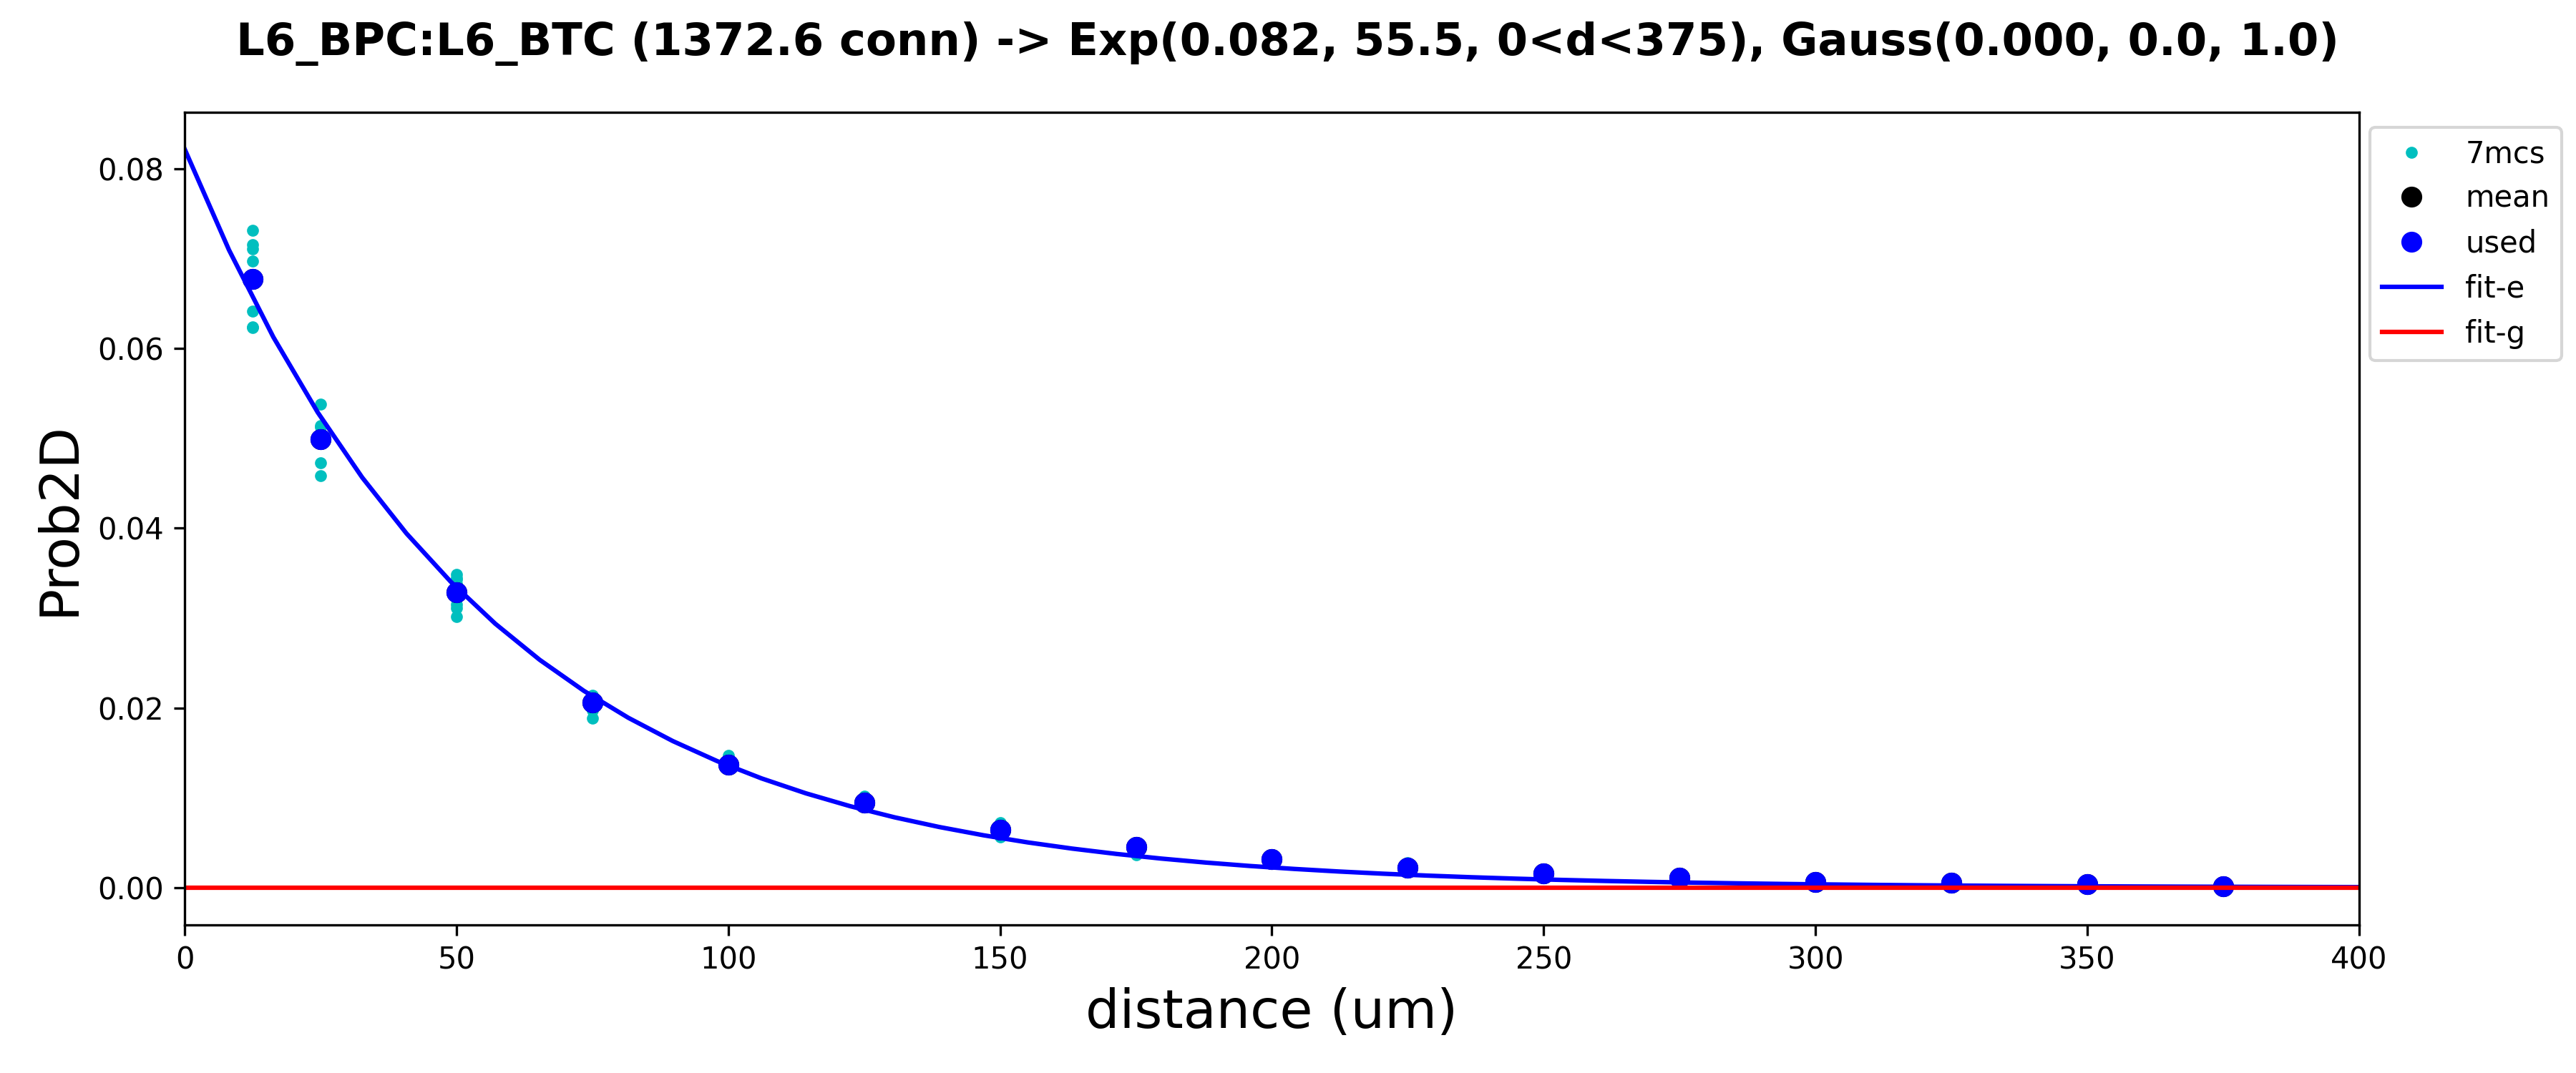 L6_BPC:L6_BTC (1372.6 conn) -> Exp(0.082, 55.5, 0<d<375), Gauss(0.000, 0.0, 1.0)
7mcs
mean
used
fit-e
fit-g
Prob2D
0.08
0.06
0.04
0.02
0.00
0 50 100 150 200 250 300 350 400
distance (um)